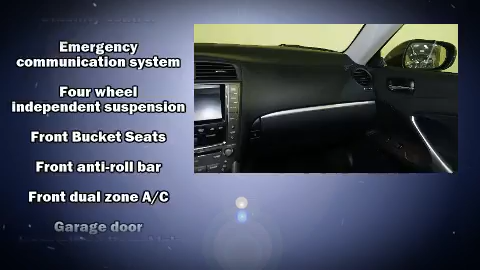 Emergency
communication system
Four wheel
independent suspension
Front Bucket Seats
Front anti-roll bar
Front dual zone A/C
Garage door